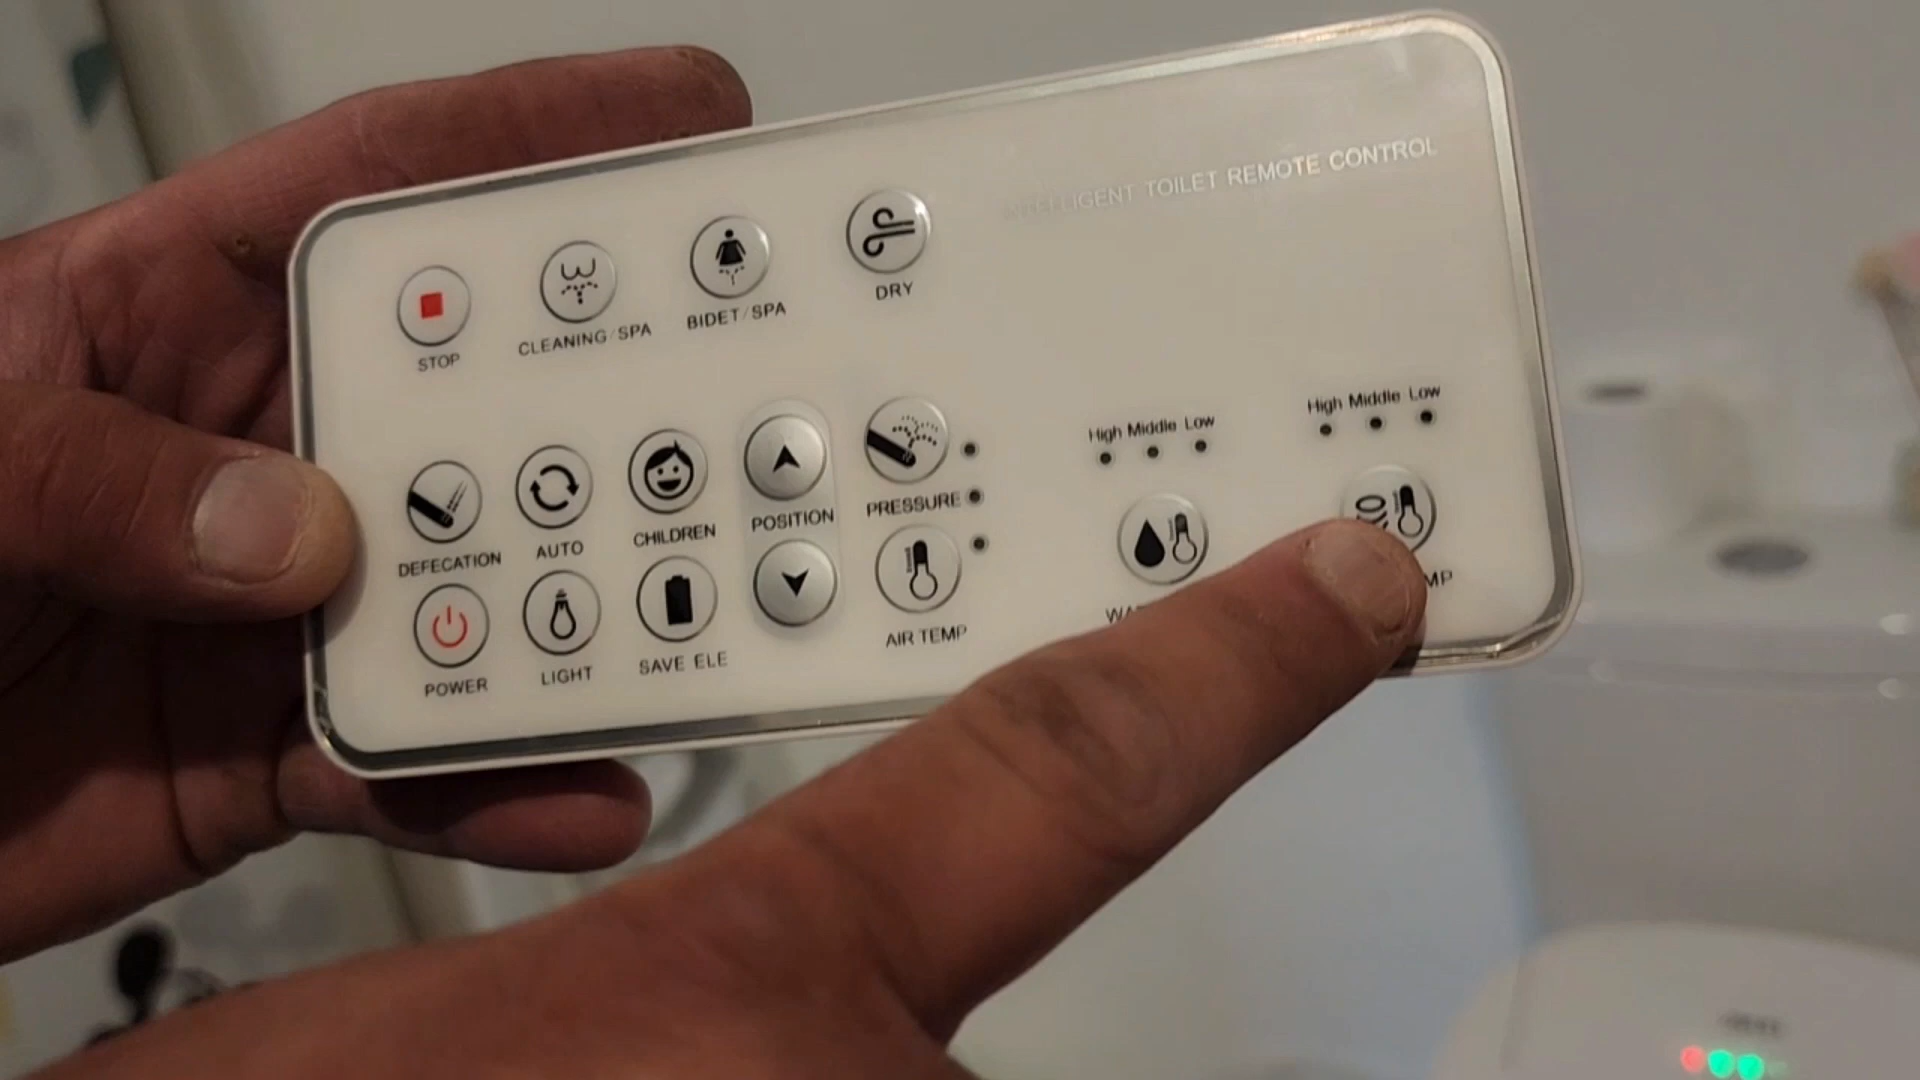 INTELLIGENT TOILET REMOTE CONTROL
STOP
CLEANING/SPA
BIDET/SPA
DRY
High Middle Low
High Middle Low
DEFECATION
AUTO
CHILDREN
POSITION
PRESSURE
POWER
LIGHT
SAVE ELE
AIR TEMP